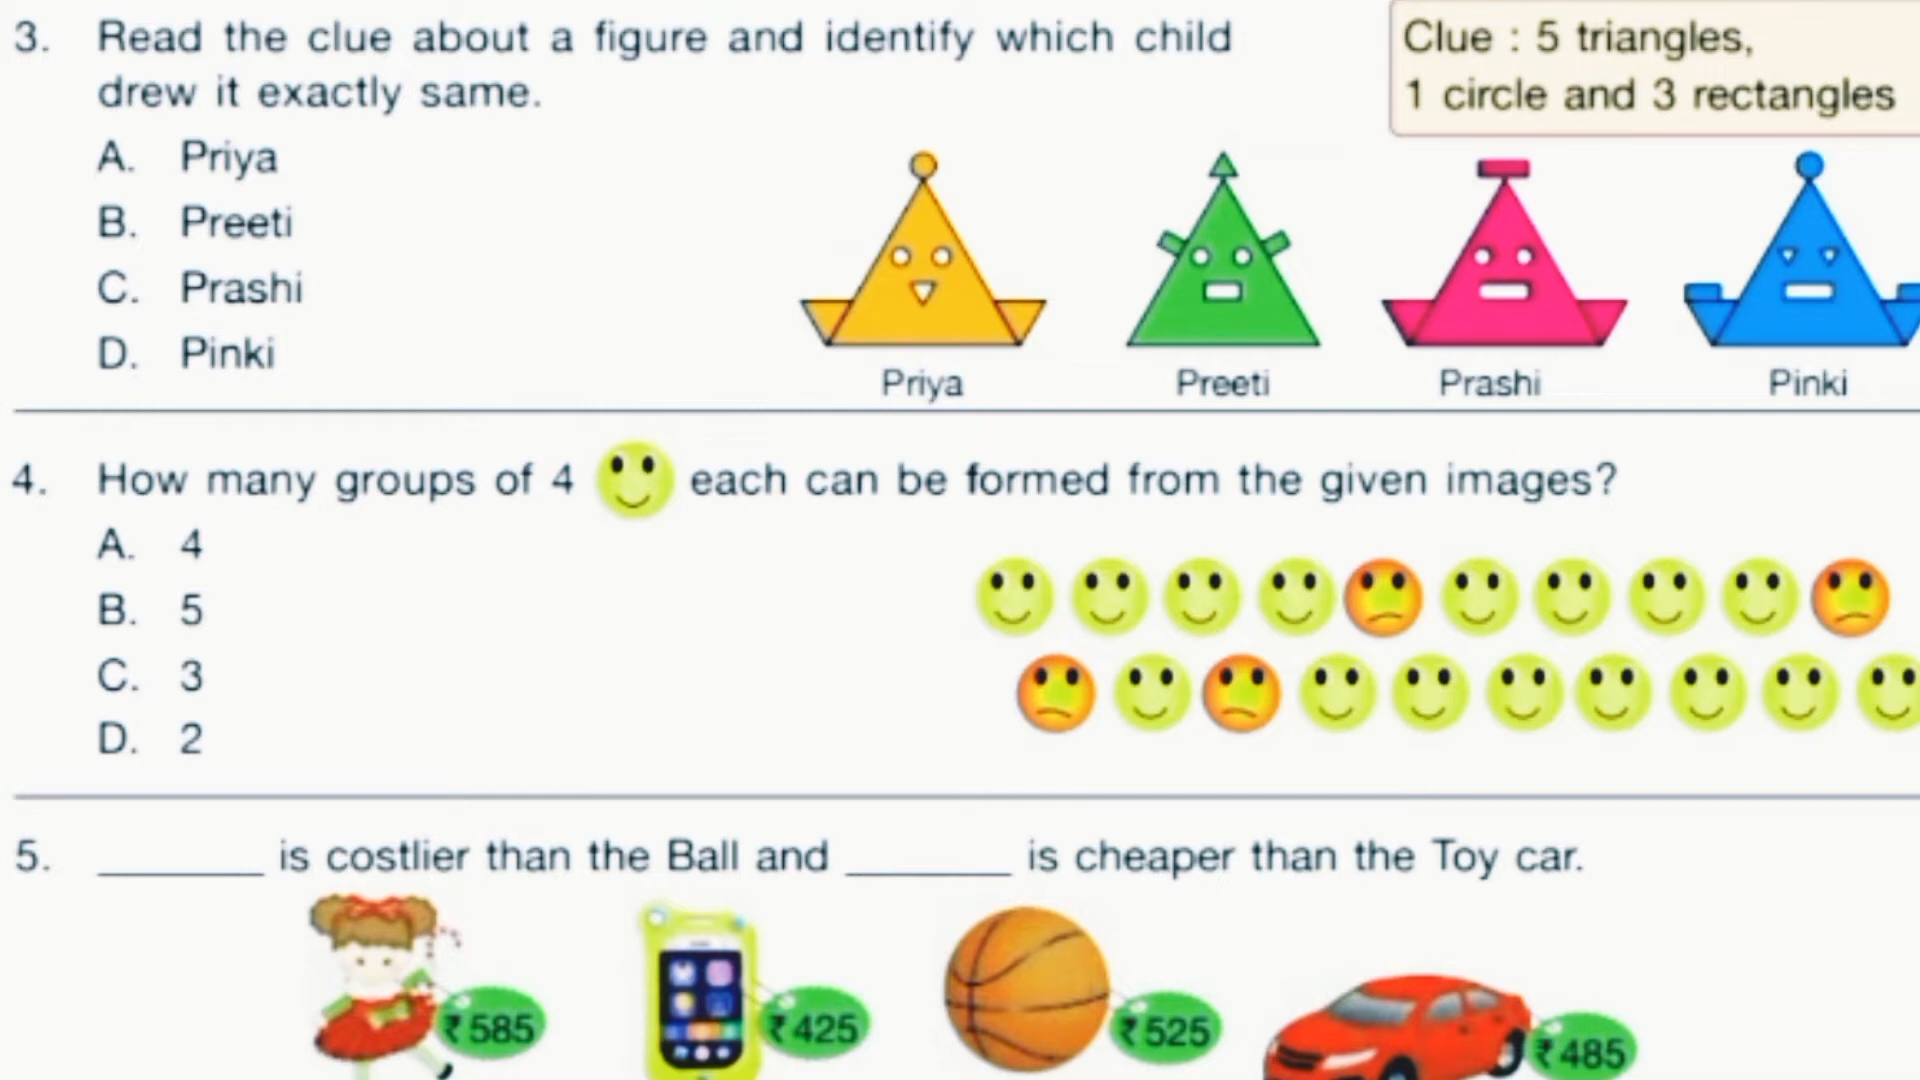 3. Read the clue about a figure and identify which child
drew it exactly same.
Clue : 5 triangles,
1 circle and 3 rectangles
A. Priya
B. Preeti
C. Prashi
D. Pinki
Priya Preeti Prashi Pinki
4. How many groups of 4 each can be formed from the given images?
A. 4
B. 5
C. 3
D. 2
5. ________ is costlier than the Ball and ________ is cheaper than the Toy car.
₹585 ₹425 ₹525 ₹485